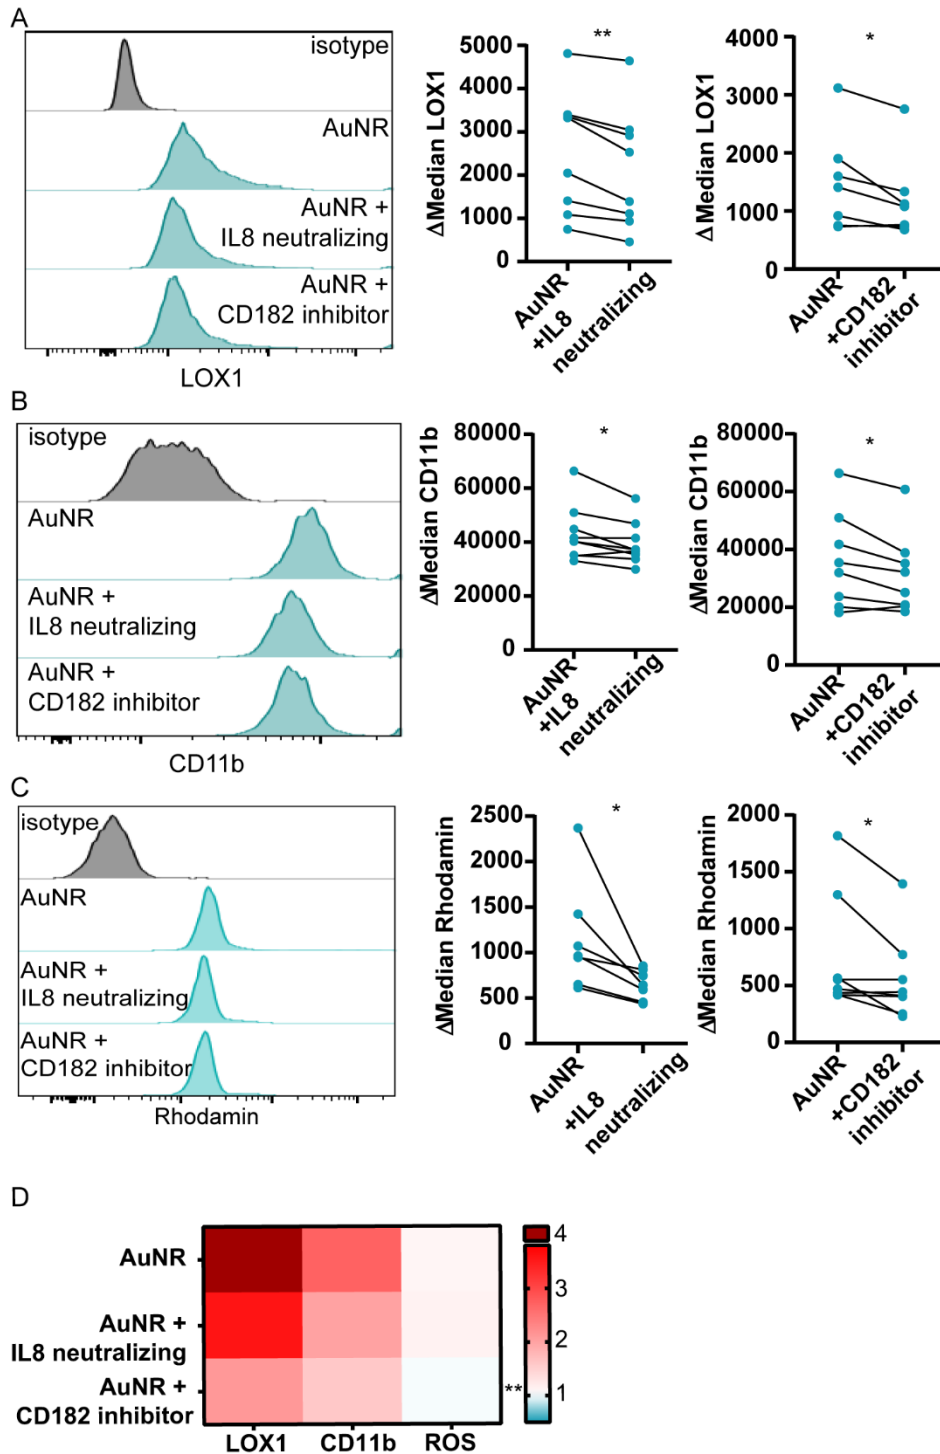 A
isotype
AuNR
AuNR +
IL8 neutralizing
AuNR +
CD182 inhibitor
LOX1
ΔMedian LOX1
5000
4000
3000
2000
1000
0
**
AuNR
+IL8
neutralizing
ΔMedian LOX1
4000
3000
2000
1000
0
*
AuNR
+CD182
inhibitor
B
isotype
AuNR
AuNR +
IL8 neutralizing
AuNR +
CD182 inhibitor
CD11b
ΔMedian CD11b
80000
60000
40000
20000
0
*
AuNR
+IL8
neutralizing
ΔMedian CD11b
80000
60000
40000
20000
0
*
AuNR
+CD182
inhibitor
C
isotype
AuNR
AuNR +
IL8 neutralizing
AuNR +
CD182 inhibitor
Rhodamin
ΔMedian Rhodamin
2500
2000
1500
1000
500
0
*
AuNR
+IL8
neutralizing
ΔMedian Rhodamin
2000
1500
1000
500
0
*
AuNR
+CD182
inhibitor
D
AuNR
AuNR +
IL8 neutralizing
AuNR +
CD182 inhibitor
**
LOX1 CD11b ROS
4
3
2
1